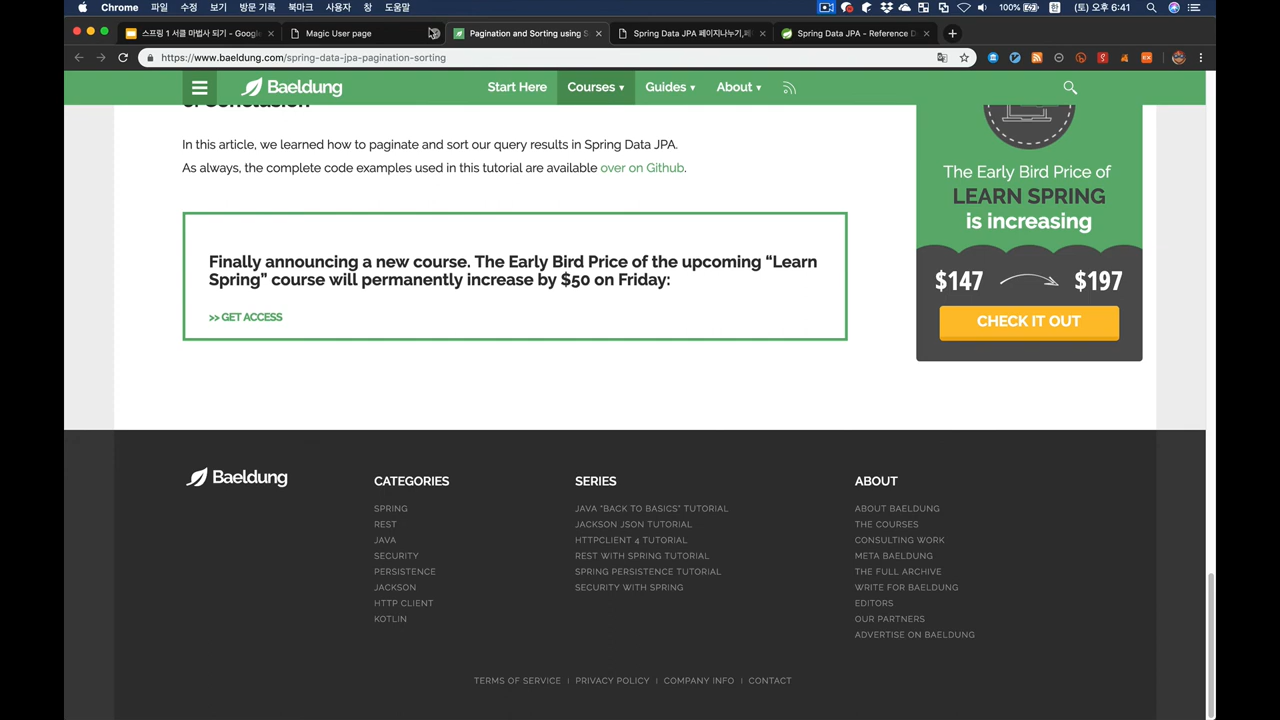 Chrome 파일 수정 보기 방문 기록 북마크 사용자 창 도움말 100% 한 (토) 오후 6:41
스프링 1 서클 마법사 되기 - Google
Magic User page
Pagination and Sorting using S
Spring Data JPA 페이지나누기,페
Spring Data JPA - Reference D
https://www.baeldung.com/spring-data-jpa-pagination-sorting
Baeldung
Start Here Courses Guides About
Conclusion
In this article, we learned how to paginate and sort our query results in Spring Data JPA.
As always, the complete code examples used in this tutorial are available over on Github.
Finally announcing a new course. The Early Bird Price of the upcoming “Learn
Spring” course will permanently increase by $50 on Friday:
>> GET ACCESS
The Early Bird Price of
LEARN SPRING
is increasing
$147 $197
CHECK IT OUT
Baeldung
CATEGORIES
SPRING
REST
JAVA
SECURITY
PERSISTENCE
JACKSON
HTTP CLIENT
KOTLIN
SERIES
JAVA "BACK TO BASICS" TUTORIAL
JACKSON JSON TUTORIAL
HTTPCLIENT 4 TUTORIAL
REST WITH SPRING TUTORIAL
SPRING PERSISTENCE TUTORIAL
SECURITY WITH SPRING
ABOUT
ABOUT BAELDUNG
THE COURSES
CONSULTING WORK
META BAELDUNG
THE FULL ARCHIVE
WRITE FOR BAELDUNG
EDITORS
OUR PARTNERS
ADVERTISE ON BAELDUNG
TERMS OF SERVICE | PRIVACY POLICY | COMPANY INFO | CONTACT